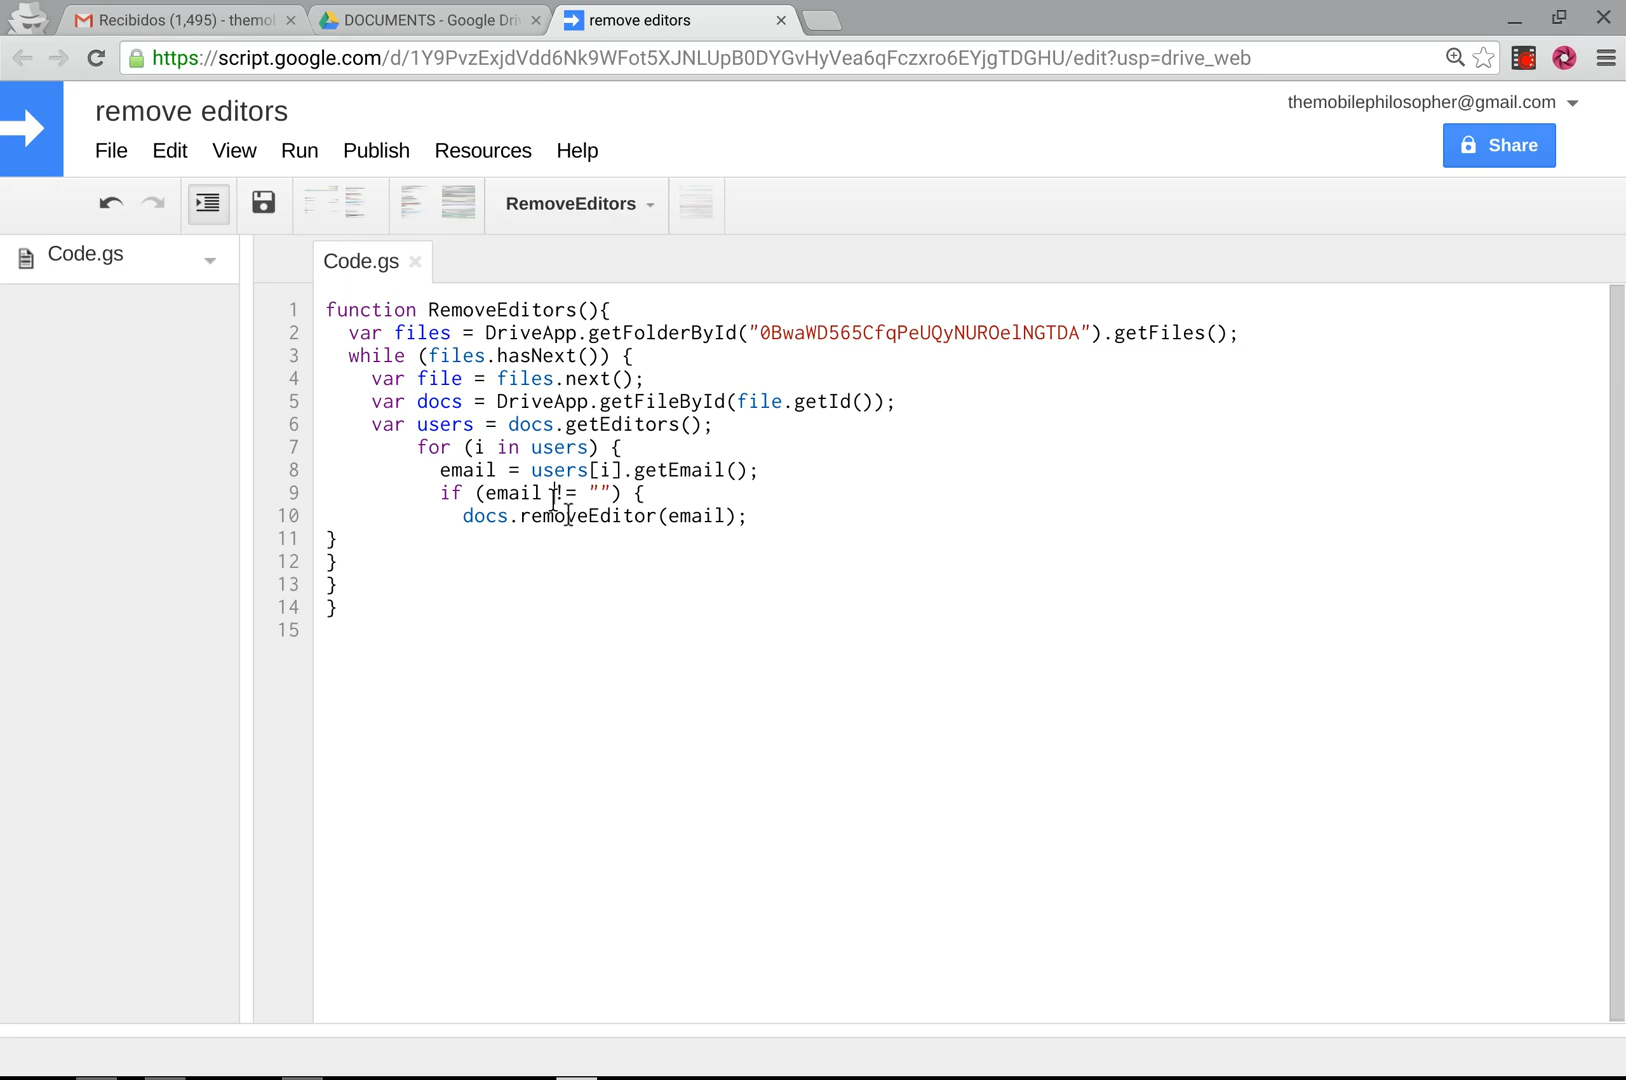 Recibidos (1,495) - themol
DOCUMENTS - Google Driv
remove editors
https://script.google.com/d/1Y9PvzExjdVdd6Nk9WFot5XJNLUpB0DYGvHyVea6qFczxro6EYjgTDGHU/edit?usp=drive_web
remove editors
themobilephilosopher@gmail.com
File Edit View Run Publish Resources Help
Share
RemoveEditors
Code.gs
Code.gs
1 function RemoveEditors(){
2 var files = DriveApp.getFolderById("0BwaWD565CfqPeUQyNUROelNGTDA").getFiles();
3 while (files.hasNext()) {
4 var file = files.next();
5 var docs = DriveApp.getFileById(file.getId());
6 var users = docs.getEditors();
7 for (i in users) {
8 email = users[i].getEmail();
9 if (email != "") {
10 docs.removeEditor(email);
11 }
12 }
13 }
14 }
15